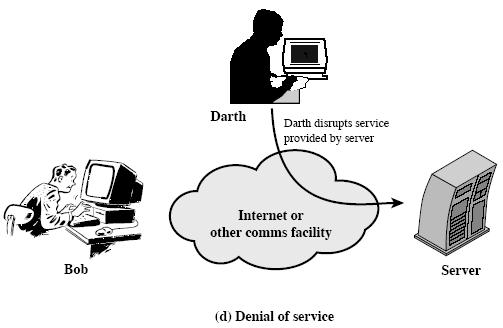 Darth
Darth disrupts service
provided by server
Internet or
other comms facility
Bob
Server
(d) Denial of service